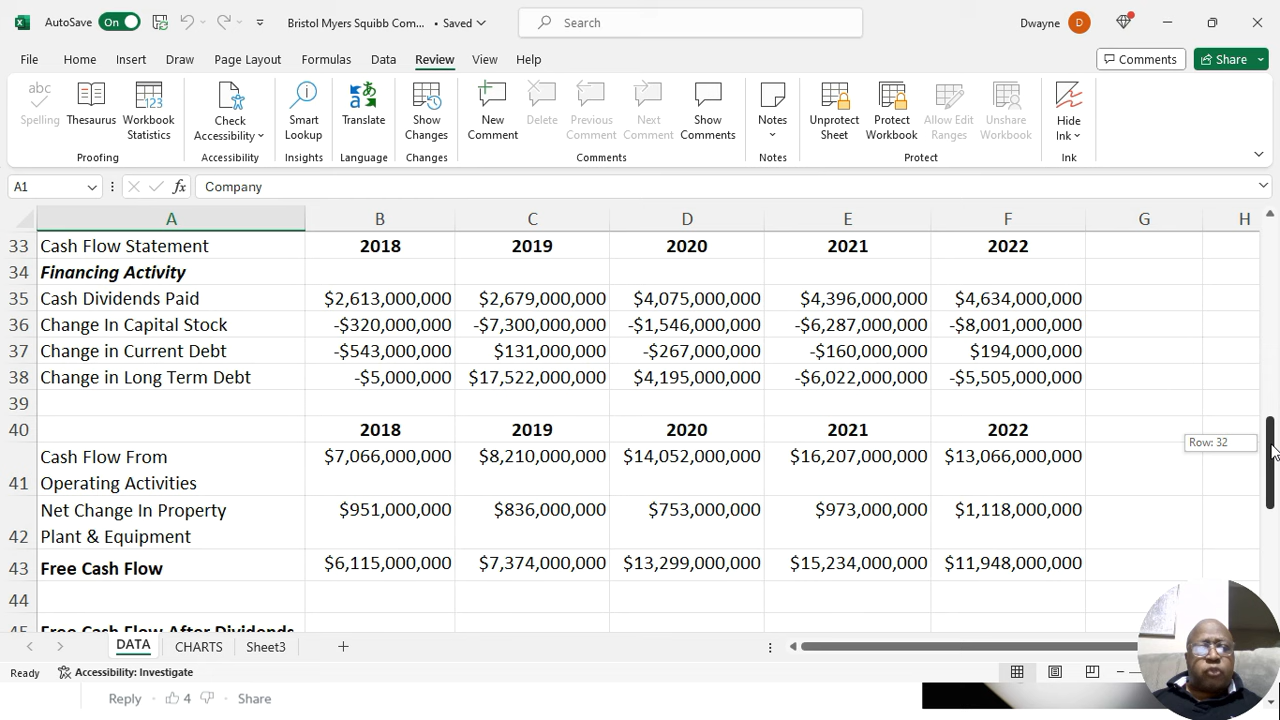 AutoSave On Bristol Myers Squibb Com... • Saved Search Dwayne D
File Home Insert Draw Page Layout Formulas Data Review View Help Comments Share
abc 123
Spelling Thesaurus Workbook Statistics Check Accessibility Smart Lookup Translate Show Changes New Comment Delete Previous Comment Next Comment Show Comments Notes Unprotect Sheet Protect Workbook Allow Edit Ranges Unshare Workbook Hide Ink
Proofing Accessibility Insights Language Changes Comments Notes Protect Ink
A1 fx Company
A B C D E F G H
33 Cash Flow Statement 2018 2019 2020 2021 2022
34 Financing Activity
35 Cash Dividends Paid $2,613,000,000 $2,679,000,000 $4,075,000,000 $4,396,000,000 $4,634,000,000
36 Change In Capital Stock -$320,000,000 -$7,300,000,000 -$1,546,000,000 -$6,287,000,000 -$8,001,000,000
37 Change in Current Debt -$543,000,000 $131,000,000 -$267,000,000 -$160,000,000 $194,000,000
38 Change in Long Term Debt -$5,000,000 $17,522,000,000 $4,195,000,000 -$6,022,000,000 -$5,505,000,000
39
40 2018 2019 2020 2021 2022
Row: 32
Cash Flow From $7,066,000,000 $8,210,000,000 $14,052,000,000 $16,207,000,000 $13,066,000,000
41 Operating Activities
Net Change In Property $951,000,000 $836,000,000 $753,000,000 $973,000,000 $1,118,000,000
42 Plant & Equipment
43 Free Cash Flow $6,115,000,000 $7,374,000,000 $13,299,000,000 $15,234,000,000 $11,948,000,000
44
45 Free Cash Flow After Dividends
DATA CHARTS Sheet3
Ready Accessibility: Investigate
Reply 4 Share